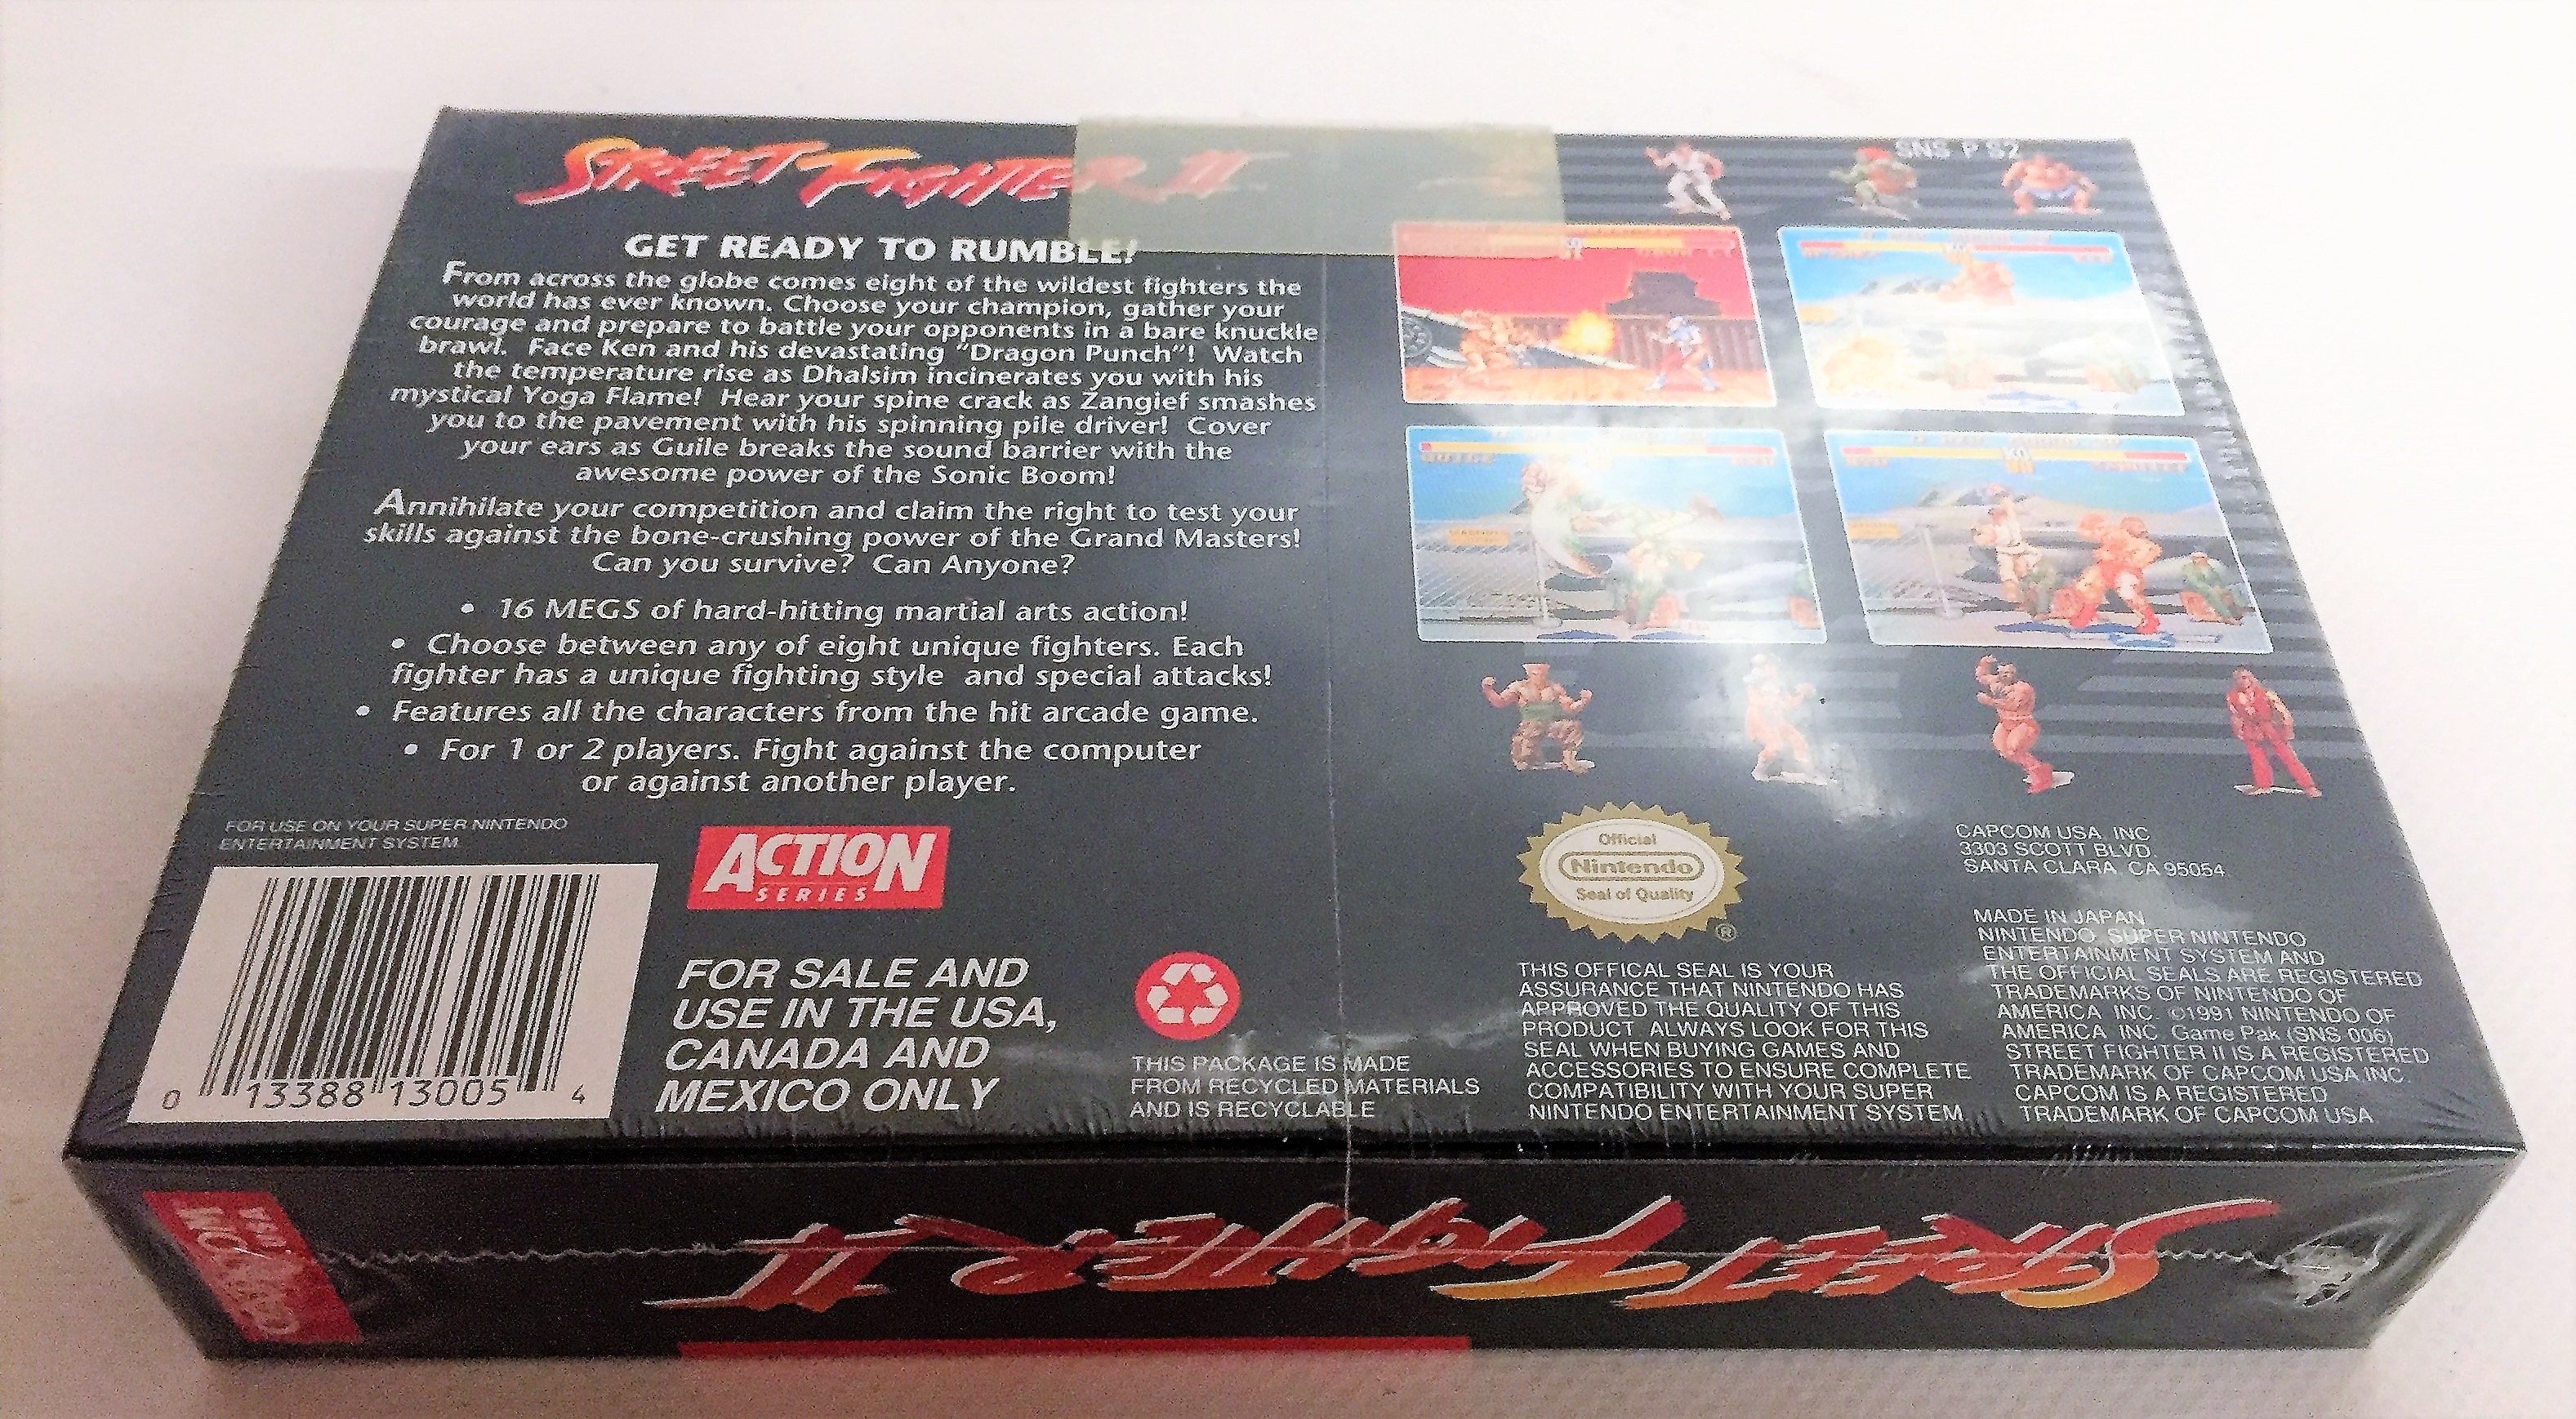 STREET FIGHTER II
SNS P S2
GET READY TO RUMBLE!
From across the globe comes eight of the wildest fighters the
world has ever known. Choose your champion, gather your
courage and prepare to battle your opponents in a bare knuckle
brawl. Face Ken and his devastating "Dragon Punch"! Watch
the temperature rise as Dhalsim incinerates you with his
mystical Yoga Flame! Hear your spine crack as Zangief smashes
you to the pavement with his spinning pile driver! Cover
your ears as Guile breaks the sound barrier with the
awesome power of the Sonic Boom!
Annihilate your competition and claim the right to test your
skills against the bone-crushing power of the Grand Masters!
Can you survive? Can Anyone?
• 16 MEGS of hard-hitting martial arts action!
• Choose between any of eight unique fighters. Each
fighter has a unique fighting style and special attacks!
• Features all the characters from the hit arcade game.
• For 1 or 2 players. Fight against the computer
or against another player.
FOR USE ON YOUR SUPER NINTENDO
ENTERTAINMENT SYSTEM
0 13388 13005 4
ACTION
SERIES
FOR SALE AND
USE IN THE USA,
CANADA AND
MEXICO ONLY
THIS PACKAGE IS MADE
FROM RECYCLED MATERIALS
AND IS RECYCLABLE
Official
Nintendo
Seal of Quality
®
THIS OFFICAL SEAL IS YOUR
ASSURANCE THAT NINTENDO HAS
APPROVED THE QUALITY OF THIS
PRODUCT ALWAYS LOOK FOR THIS
SEAL WHEN BUYING GAMES AND
ACCESSORIES TO ENSURE COMPLETE
COMPATIBILITY WITH YOUR SUPER
NINTENDO ENTERTAINMENT SYSTEM
CAPCOM USA, INC
3303 SCOTT BLVD.
SANTA CLARA, CA 95054
MADE IN JAPAN
NINTENDO, SUPER NINTENDO
ENTERTAINMENT SYSTEM AND
THE OFFICIAL SEALS ARE REGISTERED
TRADEMARKS OF NINTENDO OF
AMERICA INC. ©1991 NINTENDO OF
AMERICA INC. Game Pak (SNS 006)
STREET FIGHTER II IS A REGISTERED
TRADEMARK OF CAPCOM USA, INC.
CAPCOM IS A REGISTERED
TRADEMARK OF CAPCOM USA
STREET FIGHTER II
CAPCOM
USA